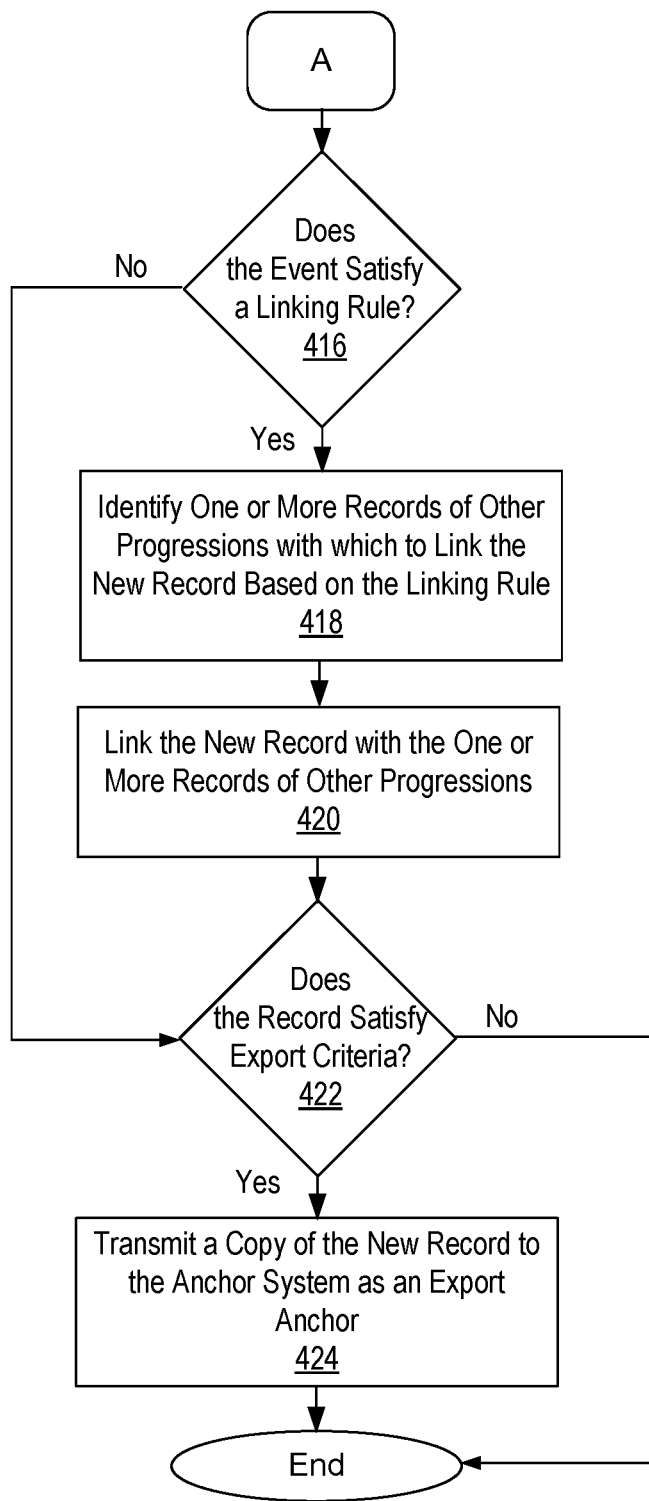 A
Does
the Event Satisfy
a Linking Rule?
416
No
Yes
Identify One or More Records of Other
Progressions with which to Link the
New Record Based on the Linking Rule
418
Link the New Record with the One or
More Records of Other Progressions
420
Does
the Record Satisfy
Export Criteria?
422
No
Yes
Transmit a Copy of the New Record to
the Anchor System as an Export
Anchor
424
End